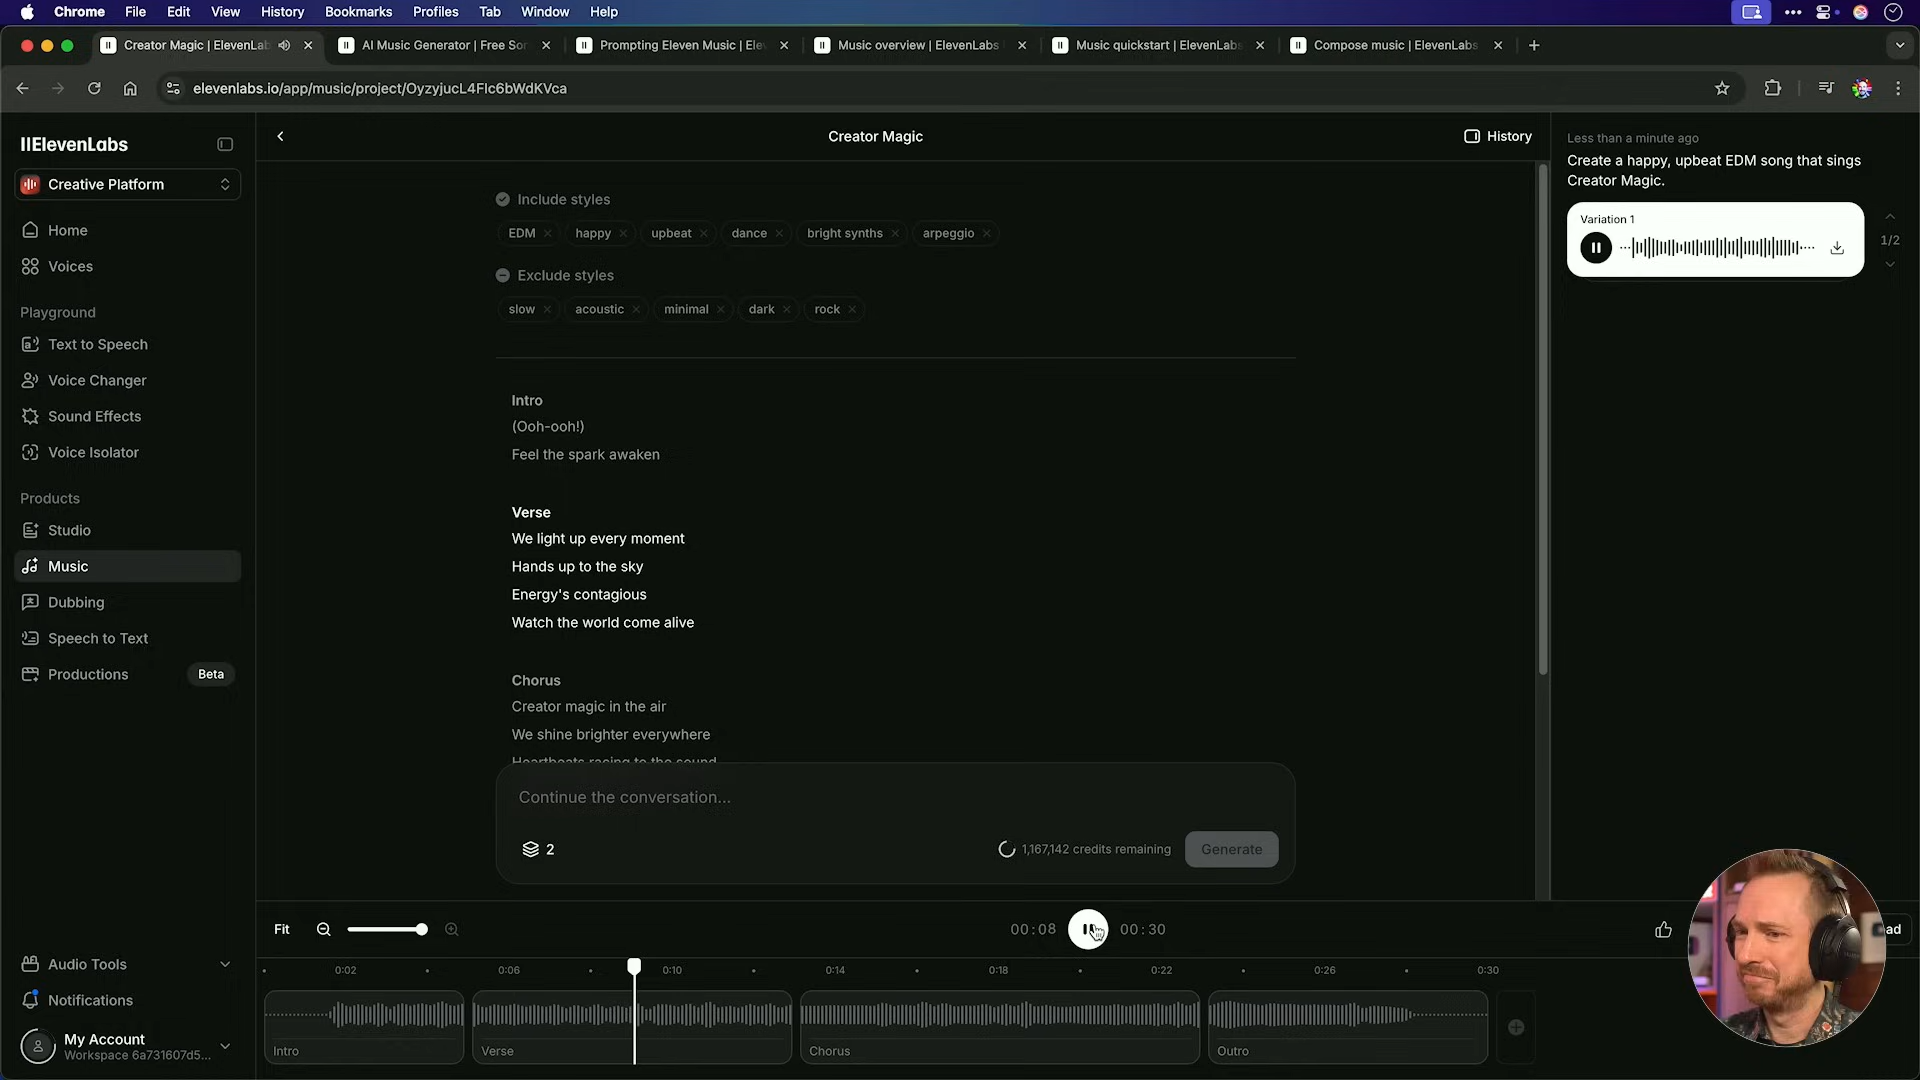 Chrome File Edit View History Bookmarks Profiles Tab Window Help
Creator Magic | ElevenLab
AI Music Generator | Free Son
Prompting Eleven Music | Ele
Music overview | ElevenLabs
Music quickstart | ElevenLabs
Compose music | ElevenLabs
elevenlabs.io/app/music/project/OyzyjucL4FIc6bWdKVca
IIElevenLabs
Creative Platform
Home
Voices
Playground
Text to Speech
Voice Changer
Sound Effects
Voice Isolator
Products
Studio
Music
Dubbing
Speech to Text
Productions Beta
Audio Tools
Notifications
My Account
Workspace 6a731607d5...
Creator Magic
History
Include styles
EDM happy upbeat dance bright synths arpeggio
Exclude styles
slow acoustic minimal dark rock
Intro
(Ooh-ooh!)
Feel the spark awaken
Verse
We light up every moment
Hands up to the sky
Energy's contagious
Watch the world come alive
Chorus
Creator magic in the air
We shine brighter everywhere
Heartbeats racing to the sound
Continue the conversation...
2
1,167,142 credits remaining
Generate
Less than a minute ago
Create a happy, upbeat EDM song that sings
Creator Magic.
Variation 1
1/2
Fit
00:08 00:30
ad
0:02 0:06 0:10 0:14 0:18 0:22 0:26 0:30
Intro Verse Chorus Outro